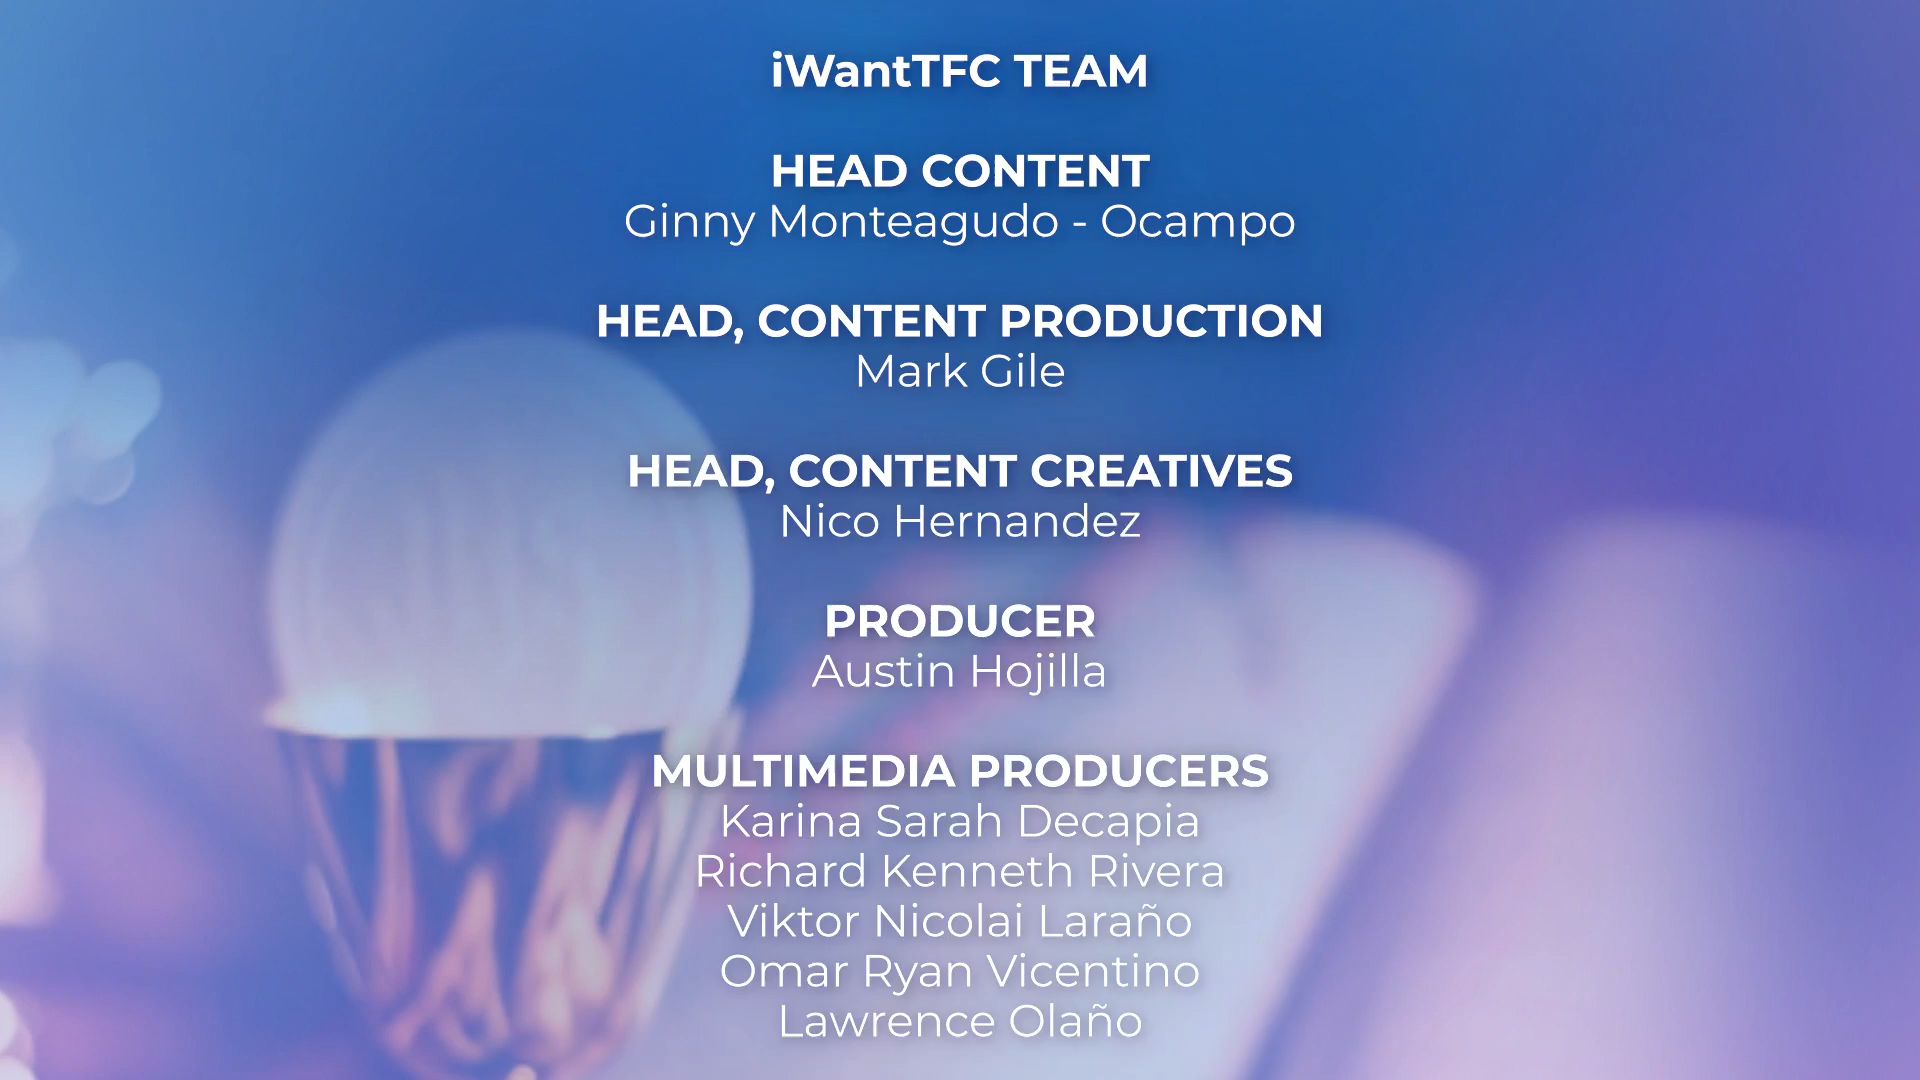 iWantTFC TEAM
HEAD CONTENT
Ginny Monteagudo - Ocampo
HEAD, CONTENT PRODUCTION
Mark Gile
HEAD, CONTENT CREATIVES
Nico Hernandez
PRODUCER
Austin Hojilla
MULTIMEDIA PRODUCERS
Karina Sarah Decapia
Richard Kenneth Rivera
Viktor Nicolai Laraño
Omar Ryan Vicentino
Lawrence Olaño